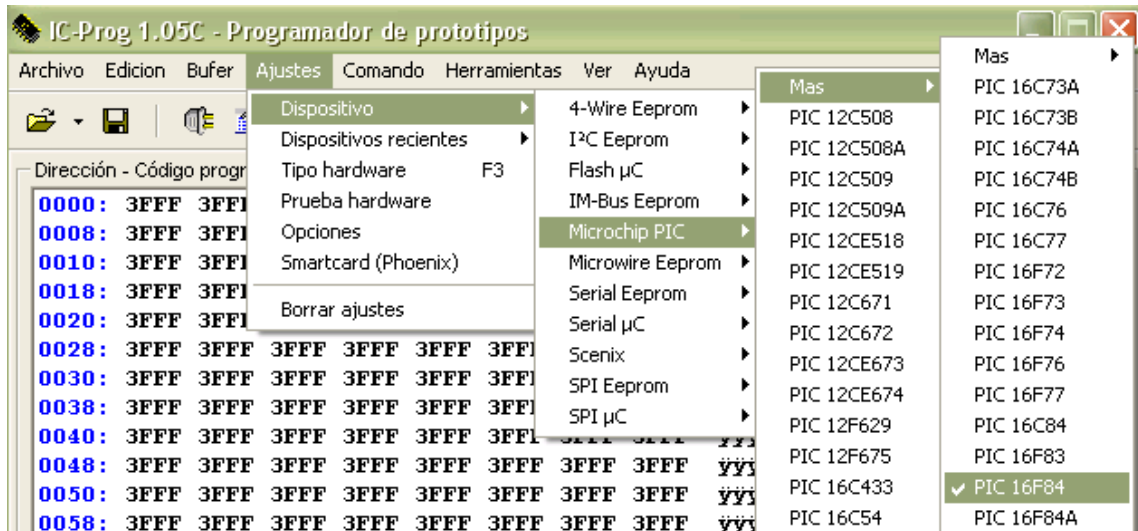 IC-Prog 1.05C - Programador de prototipos
Archivo Edicion Bufer Ajustes Comando Herramientas Ver Ayuda
Dispositivo
Dispositivos recientes
Tipo hardware F3
Prueba hardware
Opciones
Smartcard (Phoenix)
Borrar ajustes
4-Wire Eeprom
I²C Eeprom
Flash µC
IM-Bus Eeprom
Microchip PIC
Microwire Eeprom
Serial Eeprom
Serial µC
Scenix
SPI Eeprom
SPI µC
Mas
PIC 12C508
PIC 12C508A
PIC 12C509
PIC 12C509A
PIC 12CE518
PIC 12CE519
PIC 12C671
PIC 12C672
PIC 12CE673
PIC 12CE674
PIC 12F629
PIC 12F675
PIC 16C433
PIC 16C54
Mas
PIC 16C73A
PIC 16C73B
PIC 16C74A
PIC 16C74B
PIC 16C76
PIC 16C77
PIC 16F72
PIC 16F73
PIC 16F74
PIC 16F76
PIC 16F77
PIC 16C84
PIC 16F83
PIC 16F84
PIC 16F84A
Dirección - Código progr
0000: 3FFF
0008: 3FFF
0010: 3FFF
0018: 3FFF
0020: 3FFF
0028: 3FFF 3FFF 3FFF 3FFF 3FFF
0030: 3FFF 3FFF 3FFF 3FFF 3FFF
0038: 3FFF 3FFF 3FFF 3FFF 3FFF
0040: 3FFF 3FFF 3FFF 3FFF 3FFF
0048: 3FFF 3FFF 3FFF 3FFF 3FFF 3FFF 3FFF 3FFF ÿÿ
0050: 3FFF 3FFF 3FFF 3FFF 3FFF 3FFF 3FFF 3FFF ÿÿ
0058: 3FFF 3FFF 3FFF 3FFF 3FFF 3FFF 3FFF 3FFF ÿÿ